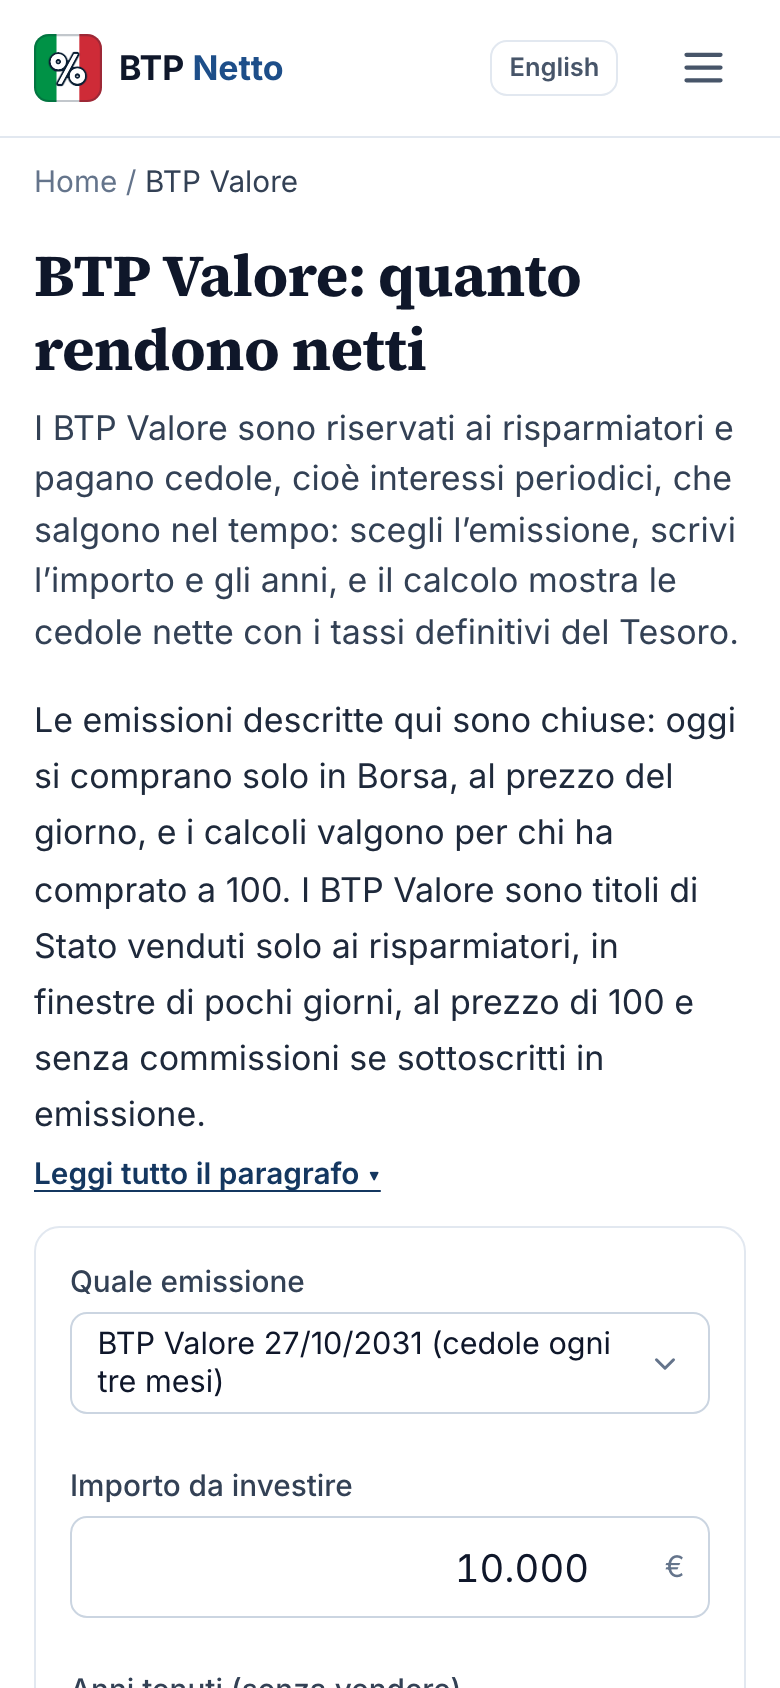 %
BTP Netto
English
Home / BTP Valore
BTP Valore: quanto
rendono netti
I BTP Valore sono riservati ai risparmiatori e
pagano cedole, cioè interessi periodici, che
salgono nel tempo: scegli l’emissione, scrivi
l’importo e gli anni, e il calcolo mostra le
cedole nette con i tassi definitivi del Tesoro.
Le emissioni descritte qui sono chiuse: oggi
si comprano solo in Borsa, al prezzo del
giorno, e i calcoli valgono per chi ha
comprato a 100. I BTP Valore sono titoli di
Stato venduti solo ai risparmiatori, in
finestre di pochi giorni, al prezzo di 100 e
senza commissioni se sottoscritti in
emissione.
Leggi tutto il paragrafo ▾
Quale emissione
BTP Valore 27/10/2031 (cedole ogni
tre mesi)
Importo da investire
10.000 €
Anni tenuti (senza vendere)